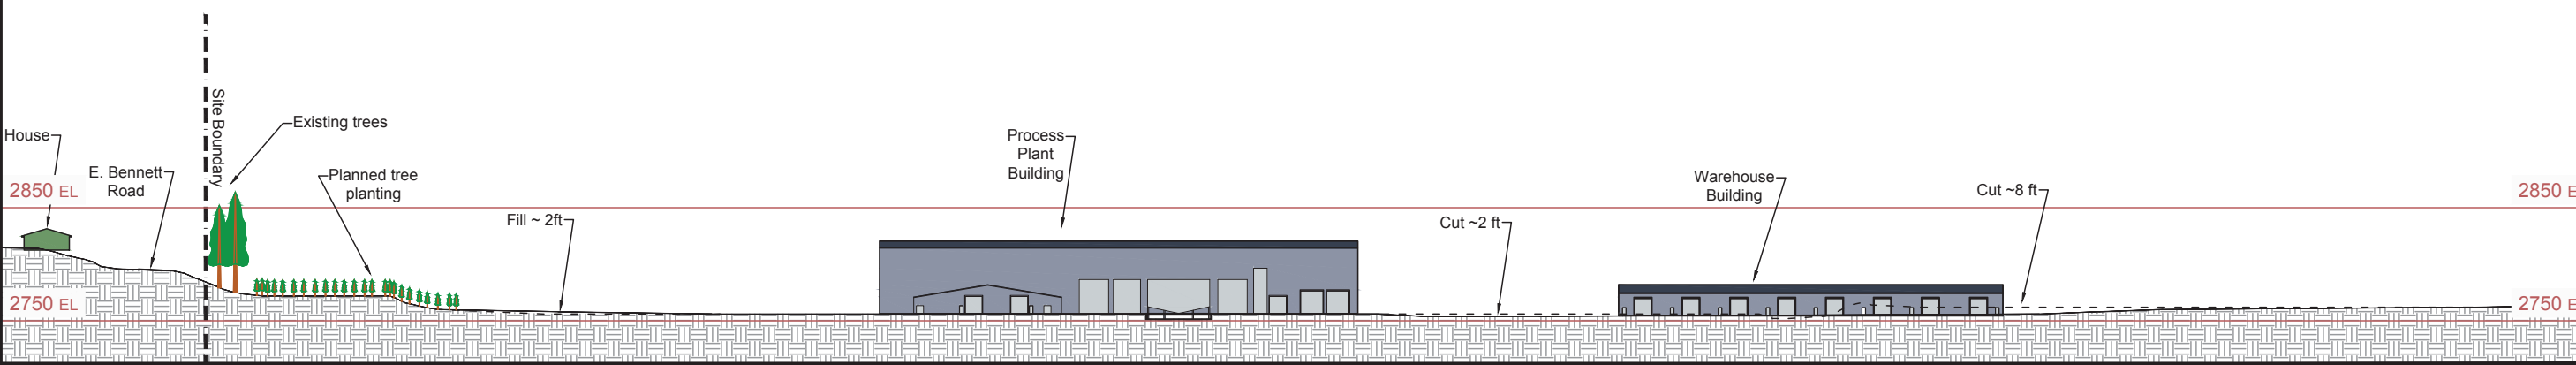 House
E. Bennett
Road
Site Boundary
Existing trees
Planned tree
planting
Fill ~ 2ft
Process
Plant
Building
Cut ~2 ft
Warehouse
Building
Cut ~8 ft
2850 EL
2850 E
2750 EL
2750 E